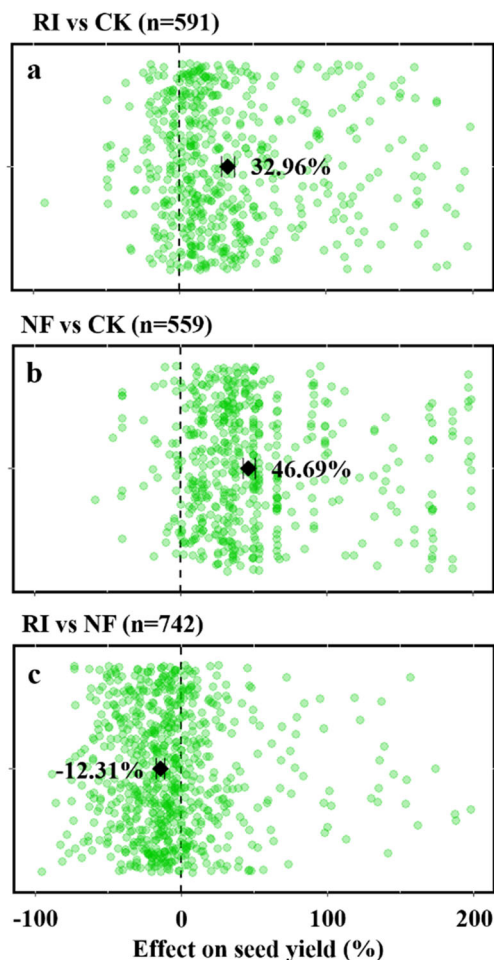 RI vs CK (n=591)
a
32.96%
NF vs CK (n=559)
b
46.69%
RI vs NF (n=742)
c
-12.31%
-100 0 100 200
Effect on seed yield (%)